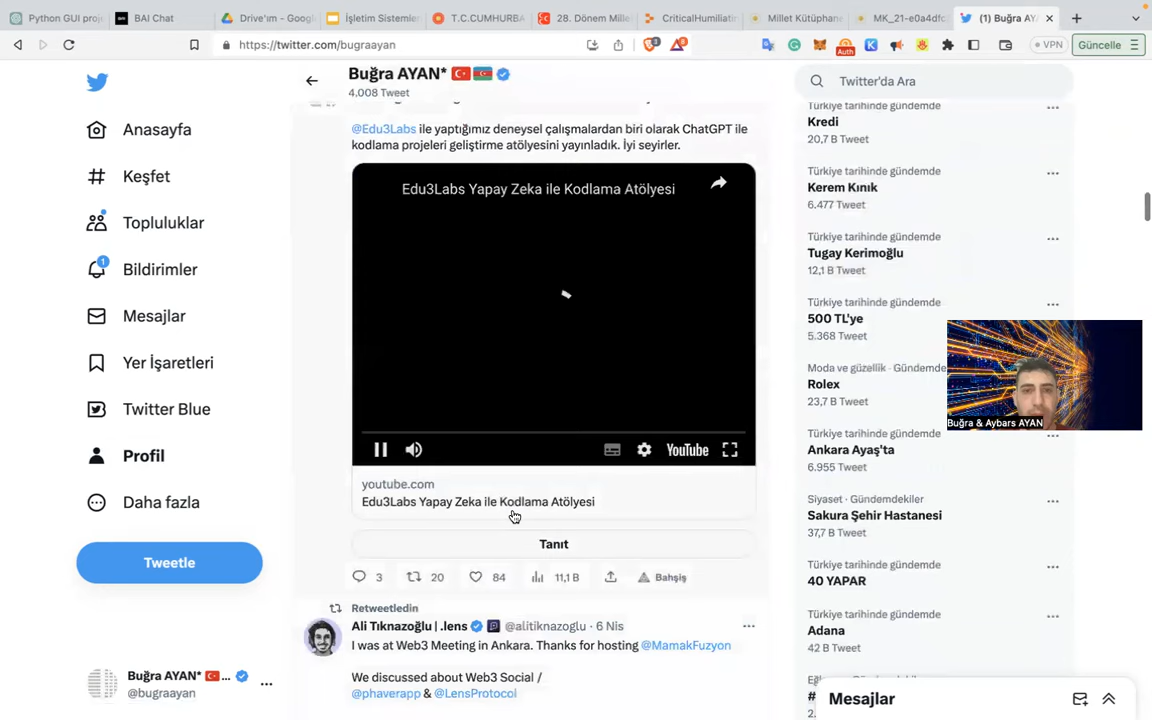 Python GUI proje
BAI Chat
Drive'ım – Googl
İşletim Sistemler
T.C.CUMHURBA
28. Dönem Mille
CriticalHumiliatin
Millet Kütüphane
MK_21-e0a4dfc
(1) Buğra AYA
https://twitter.com/bugraayan
Auth
VPN
Güncelle
Buğra AYAN*
4.008 Tweet
Anasayfa
Keşfet
Topluluklar
1
Bildirimler
Mesajlar
Yer İşaretleri
Twitter Blue
Profil
Daha fazla
Tweetle
Buğra AYAN* ...
@bugraayan
@Edu3Labs ile yaptığımız deneysel çalışmalardan biri olarak ChatGPT ile
kodlama projeleri geliştirme atölyesini yayınladık. İyi seyirler.
Edu3Labs Yapay Zeka ile Kodlama Atölyesi
YouTube
youtube.com
Edu3Labs Yapay Zeka ile Kodlama Atölyesi
Tanıt
3 20 84 11,1 B Bahşiş
Retweetledin
Ali Tıknazoğlu | .lens @alitiknazoglu · 6 Nis
I was at Web3 Meeting in Ankara. Thanks for hosting @MamakFuzyon
We discussed about Web3 Social /
@phaverapp & @LensProtocol
Twitter'da Ara
Türkiye tarihinde gündemde
Kredi
20,7 B Tweet
Türkiye tarihinde gündemde
Kerem Kınık
6.477 Tweet
Türkiye tarihinde gündemde
Tugay Kerimoğlu
12,1 B Tweet
Türkiye tarihinde gündemde
500 TL'ye
5.368 Tweet
Moda ve güzellik · Gündemde
Rolex
23,7 B Tweet
Buğra & Aybars AYAN
Türkiye tarihinde gündemde
Ankara Ayaş'ta
6.955 Tweet
Siyaset · Gündemdekiler
Sakura Şehir Hastanesi
37,7 B Tweet
Türkiye tarihinde gündemde
40 YAPAR
Türkiye tarihinde gündemde
Adana
42 B Tweet
Mesajlar